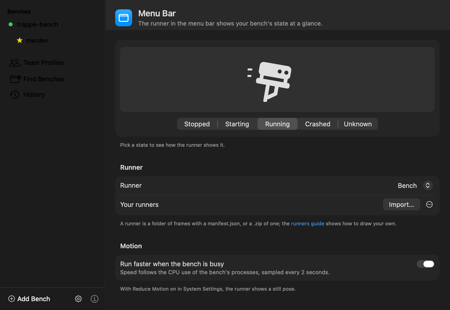 Benches
frappe-bench
maindev
Team Profiles
Find Benches
History
Add Bench
Menu Bar
The runner in the menu bar shows your bench's state at a glance.
Stopped
Starting
Running
Crashed
Unknown
Pick a state to see how the runner shows it.
Runner
Runner
Bench
Your runners
Import...
A runner is a folder of frames with a manifest.json, or a .zip of one; the runners guide shows how to draw your own.
Motion
Run faster when the bench is busy
Speed follows the CPU use of the bench's processes, sampled every 2 seconds.
With Reduce Motion on in System Settings, the runner shows a still pose.